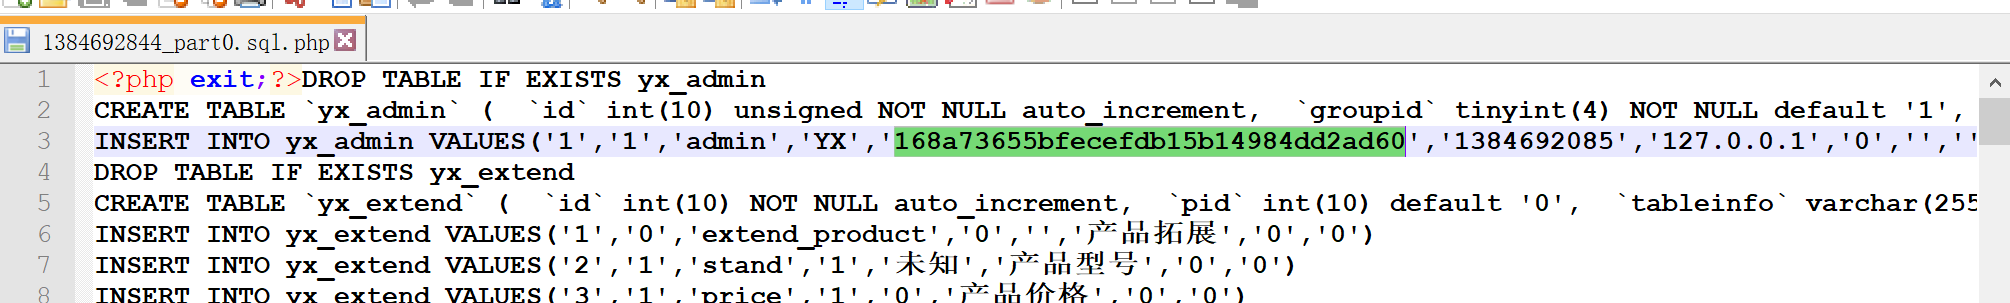 1384692844_part0.sql.php
1 <?php exit;?>DROP TABLE IF EXISTS yx_admin
2 CREATE TABLE `yx_admin` (  `id` int(10) unsigned NOT NULL auto_increment,  `groupid` tinyint(4) NOT NULL default '1',
3 INSERT INTO yx_admin VALUES('1','1','admin','YX','168a73655bfecefdb15b14984dd2ad60','1384692085','127.0.0.1','0','',''
4 DROP TABLE IF EXISTS yx_extend
5 CREATE TABLE `yx_extend` (  `id` int(10) NOT NULL auto_increment,  `pid` int(10) default '0',  `tableinfo` varchar(255
6 INSERT INTO yx_extend VALUES('1','0','extend_product','0','','产品拓展','0','0')
7 INSERT INTO yx_extend VALUES('2','1','stand','1','未知','产品型号','0','0')
8 INSERT INTO yx_extend VALUES('3','1','price','1','0','产品价格','0','0')